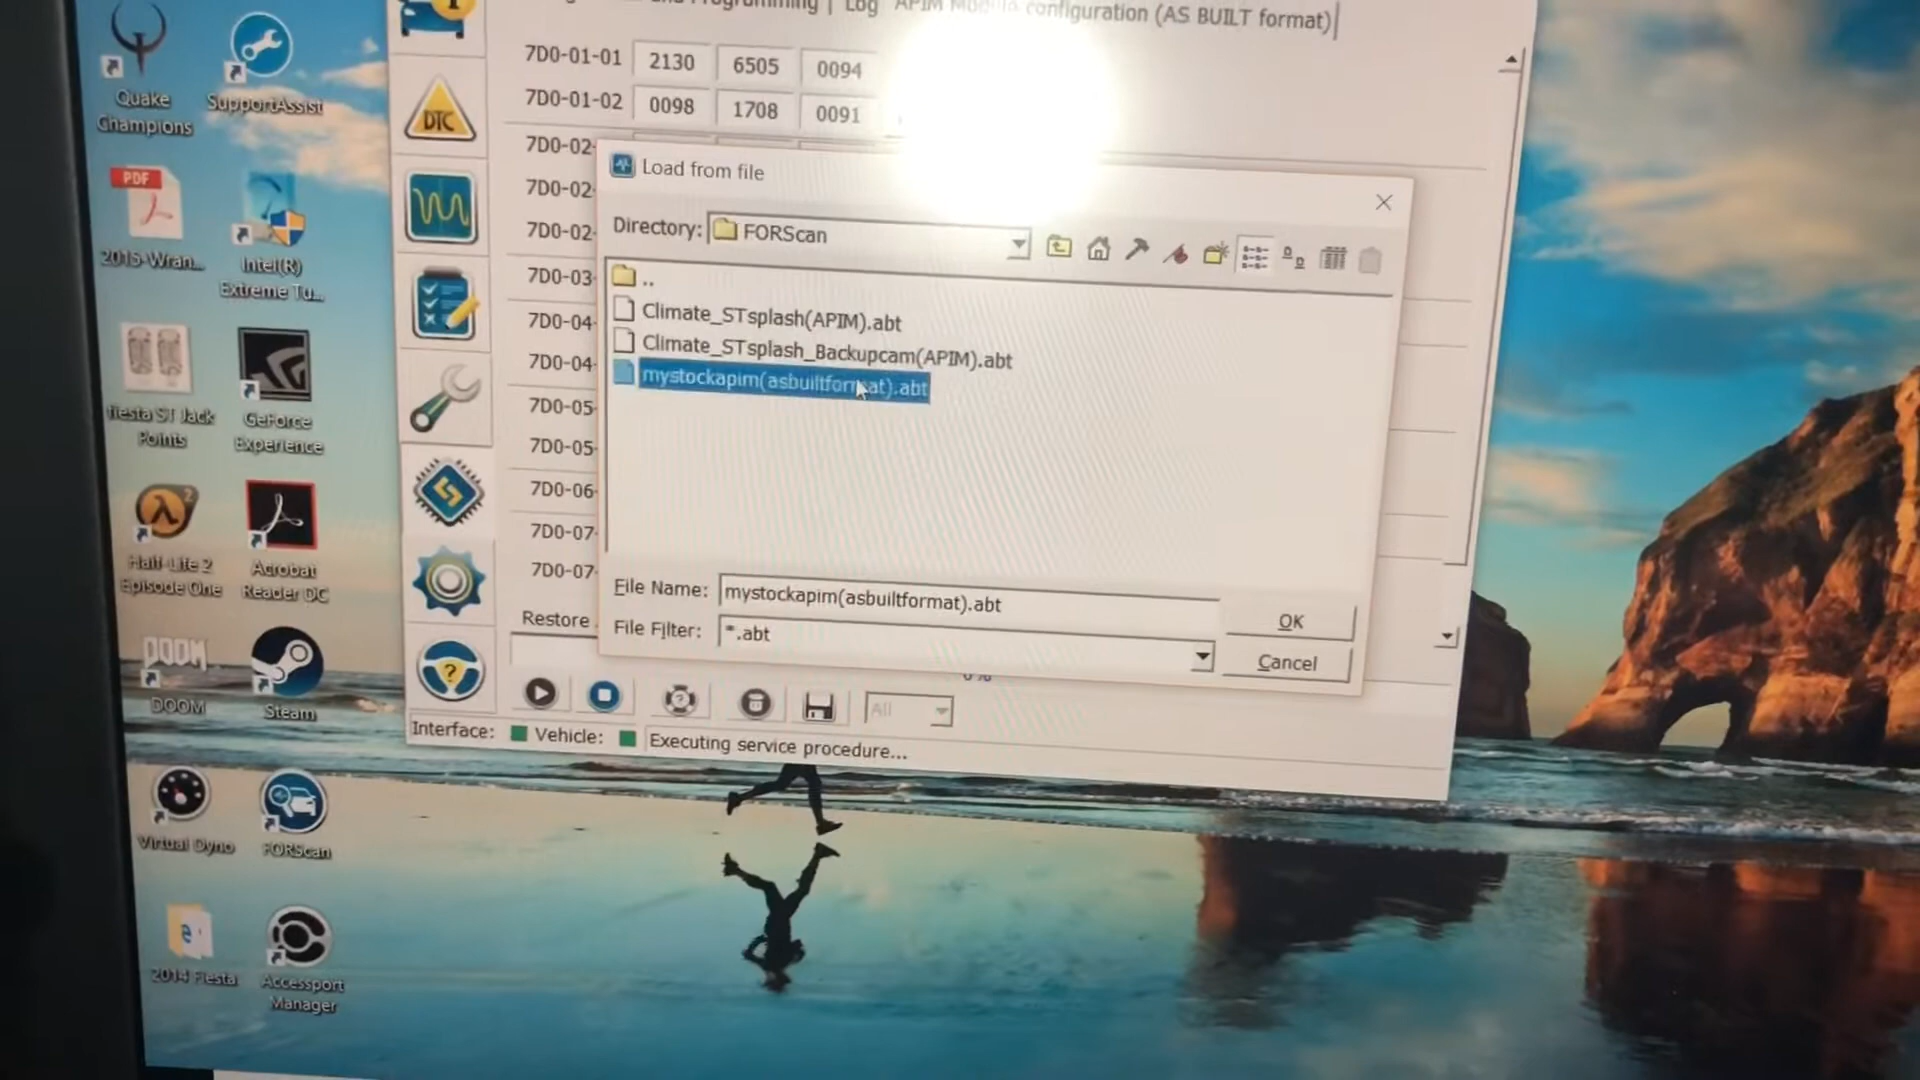 Programming | Log APIM Module configuration (AS BUILT format)
7D0-01-01 2130 6505 0094
7D0-01-02 0098 1708 0091
7D0-02-
7D0-02-
7D0-02-
7D0-03-
7D0-04-
7D0-04-
7D0-05-
7D0-05-
7D0-06-
7D0-07-
7D0-07-
Restore
DTC
Load from file
Directory: FORScan
..
Climate_STsplash(APIM).abt
Climate_STsplash_Backupcam(APIM).abt
mystockapim(asbuiltformat).abt
File Name: mystockapim(asbuiltformat).abt
OK
File Filter: *.abt
Cancel
0%
All
Interface: Vehicle: Executing service procedure...
Quake
Champions
SupportAssist
PDF
2015-Wran...
Intel(R)
Extreme Tu...
fiesta ST Jack
Points
GeForce
Experience
2
Half-Life 2
Episode One
Acrobat
Reader DC
DOOM
DOOM
Steam
Virtual Dyno
FORScan
2014 Fiesta
Accessport
Manager